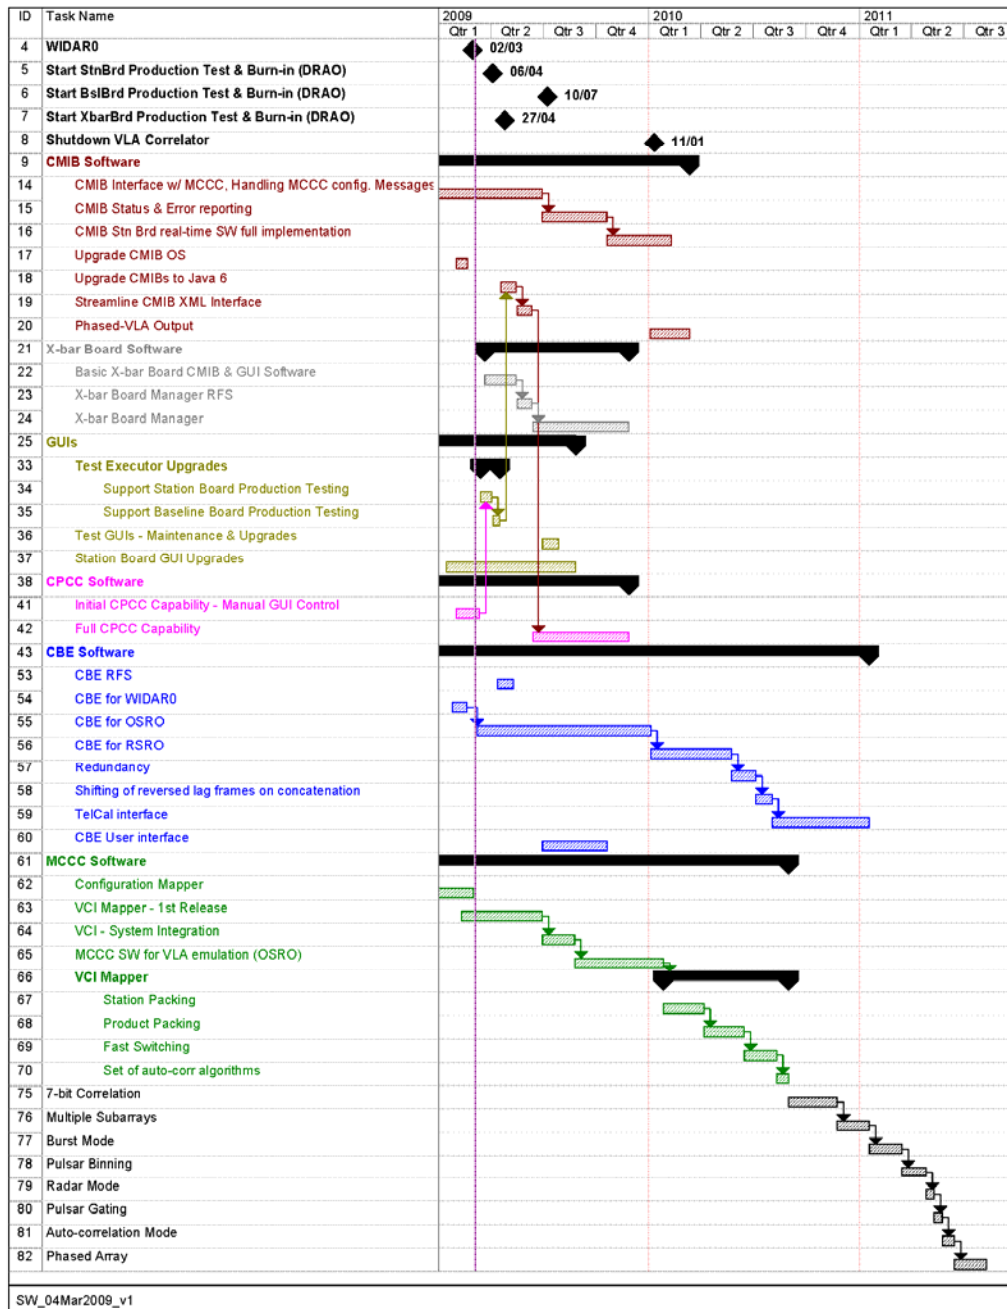 ID Task Name 2009 2010 2011
Qtr 1 Qtr 2 Qtr 3 Qtr 4 Qtr 1 Qtr 2 Qtr 3 Qtr 4 Qtr 1 Qtr 2 Qtr 3
4 WIDAR0 02/03
5 Start StnBrd Production Test & Burn-in (DRAO) 06/04
6 Start BslBrd Production Test & Burn-in (DRAO) 10/07
7 Start XbarBrd Production Test & Burn-in (DRAO) 27/04
8 Shutdown VLA Correlator 11/01
9 CMIB Software
14 CMIB Interface w/ MCCC, Handling MCCC config. Messages
15 CMIB Status & Error reporting
16 CMIB Stn Brd real-time SW full implementation
17 Upgrade CMIB OS
18 Upgrade CMIBs to Java 6
19 Streamline CMIB XML Interface
20 Phased-VLA Output
21 X-bar Board Software
22 Basic X-bar Board CMIB & GUI Software
23 X-bar Board Manager RFS
24 X-bar Board Manager
25 GUIs
33 Test Executor Upgrades
34 Support Station Board Production Testing
35 Support Baseline Board Production Testing
36 Test GUIs - Maintenance & Upgrades
37 Station Board GUI Upgrades
38 CPCC Software
41 Initial CPCC Capability - Manual GUI Control
42 Full CPCC Capability
43 CBE Software
53 CBE RFS
54 CBE for WIDAR0
55 CBE for OSRO
56 CBE for RSRO
57 Redundancy
58 Shifting of reversed lag frames on concatenation
59 TelCal interface
60 CBE User interface
61 MCCC Software
62 Configuration Mapper
63 VCI Mapper - 1st Release
64 VCI - System Integration
65 MCCC SW for VLA emulation (OSRO)
66 VCI Mapper
67 Station Packing
68 Product Packing
69 Fast Switching
70 Set of auto-corr algorithms
75 7-bit Correlation
76 Multiple Subarrays
77 Burst Mode
78 Pulsar Binning
79 Radar Mode
80 Pulsar Gating
81 Auto-correlation Mode
82 Phased Array
SW_04Mar2009_v1